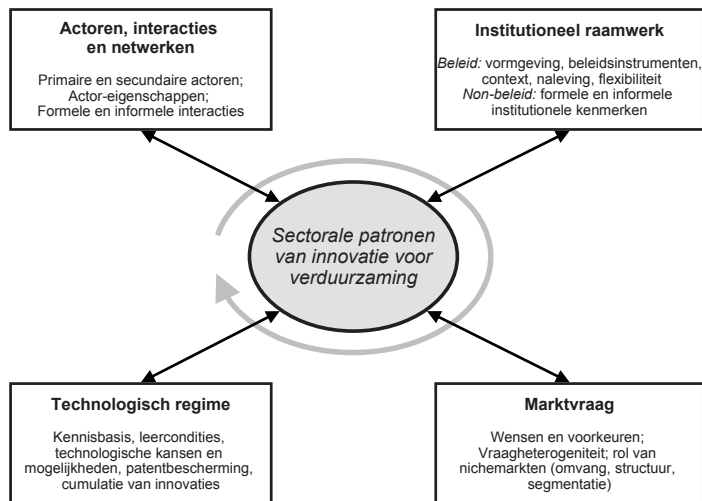 Actoren, interacties
en netwerken
Primaire en secundaire actoren;
Actor-eigenschappen;
Formele en informele interacties
Institutioneel raamwerk
Beleid: vormgeving, beleidsinstrumenten,
context, naleving, flexibiliteit
Non-beleid: formele en informele
institutionele kenmerken
Sectorale patronen
van innovatie voor
verduurzaming
Technologisch regime
Kennisbasis, leercondities,
technologische kansen en
mogelijkheden, patentbescherming,
cumulatie van innovaties
Marktvraag
Wensen en voorkeuren;
Vraagheterogeniteit; rol van
nichemarkten (omvang, structuur,
segmentatie)